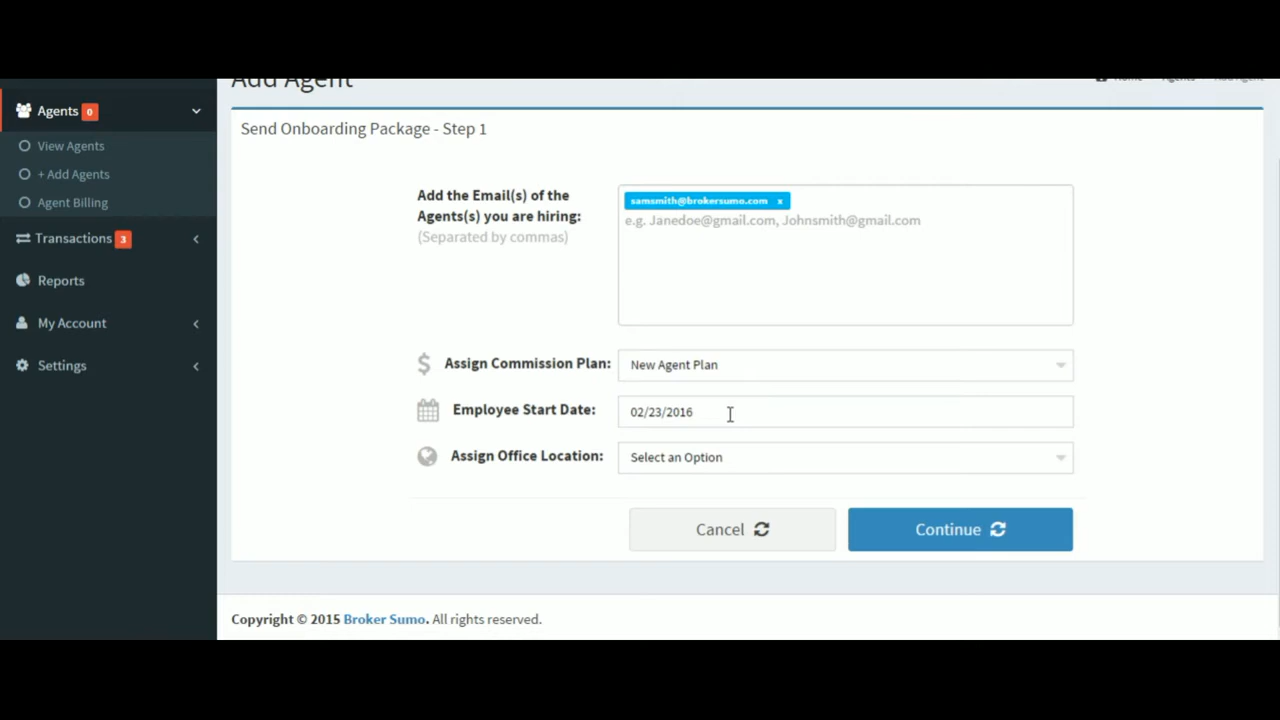 Add Agent
Agents 0
View Agents
+ Add Agents
Agent Billing
Transactions 3
Reports
My Account
Settings
Send Onboarding Package - Step 1
Add the Email(s) of the
Agents(s) you are hiring:
(Separated by commas)
samsmith@brokersumo.com x
e.g. Janedoe@gmail.com, Johnsmith@gmail.com
Assign Commission Plan: New Agent Plan
Employee Start Date: 02/23/2016
Assign Office Location: Select an Option
Cancel
Continue
Copyright © 2015 Broker Sumo. All rights reserved.